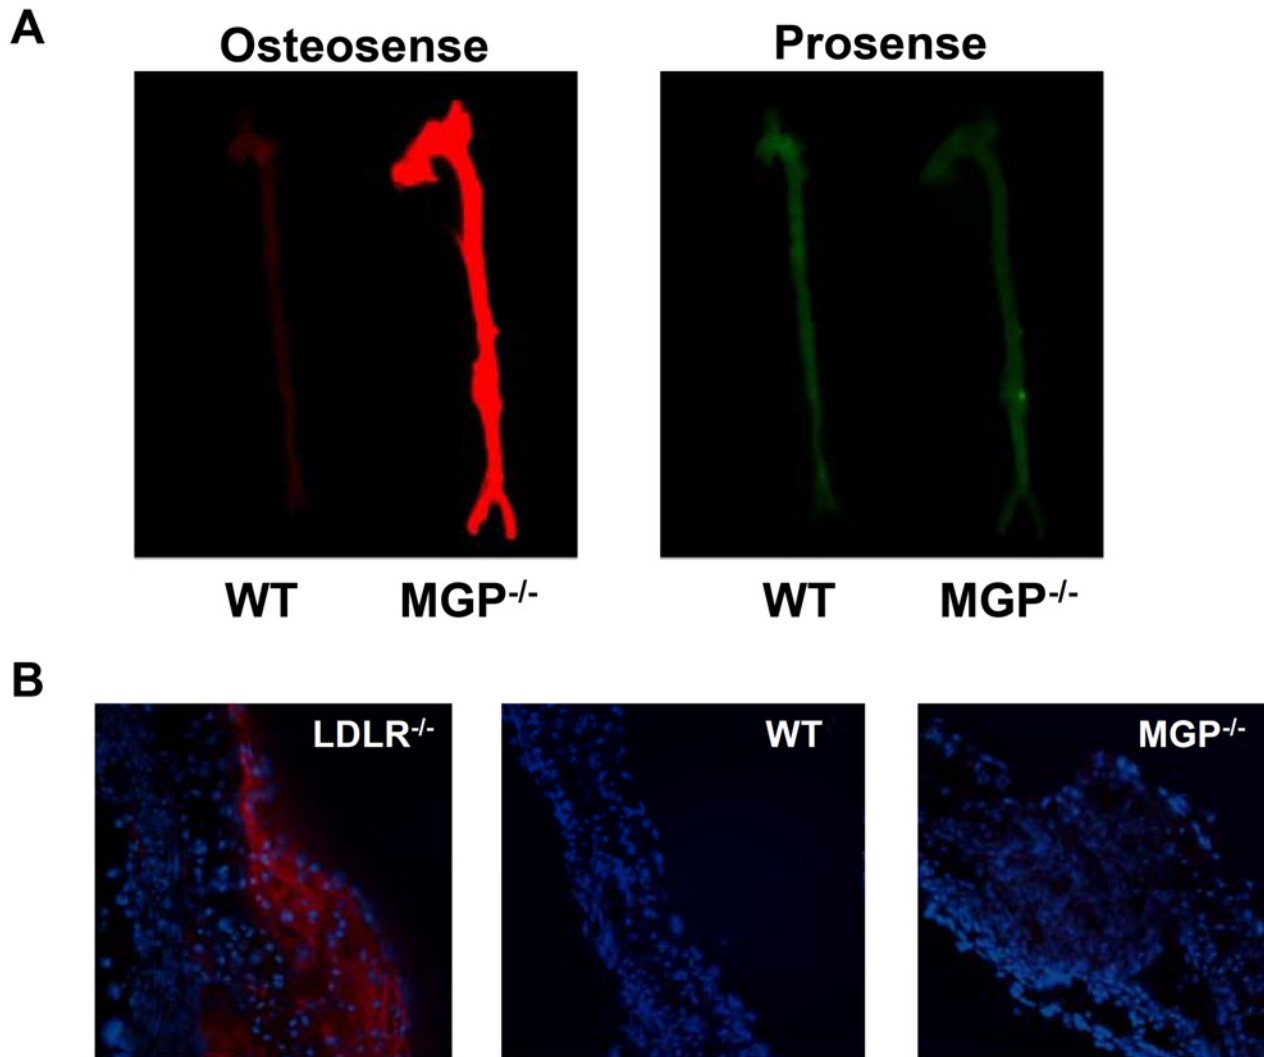 A
Osteosense Prosense
WT MGP-/- WT MGP-/-
B
LDLR-/- WT MGP-/-